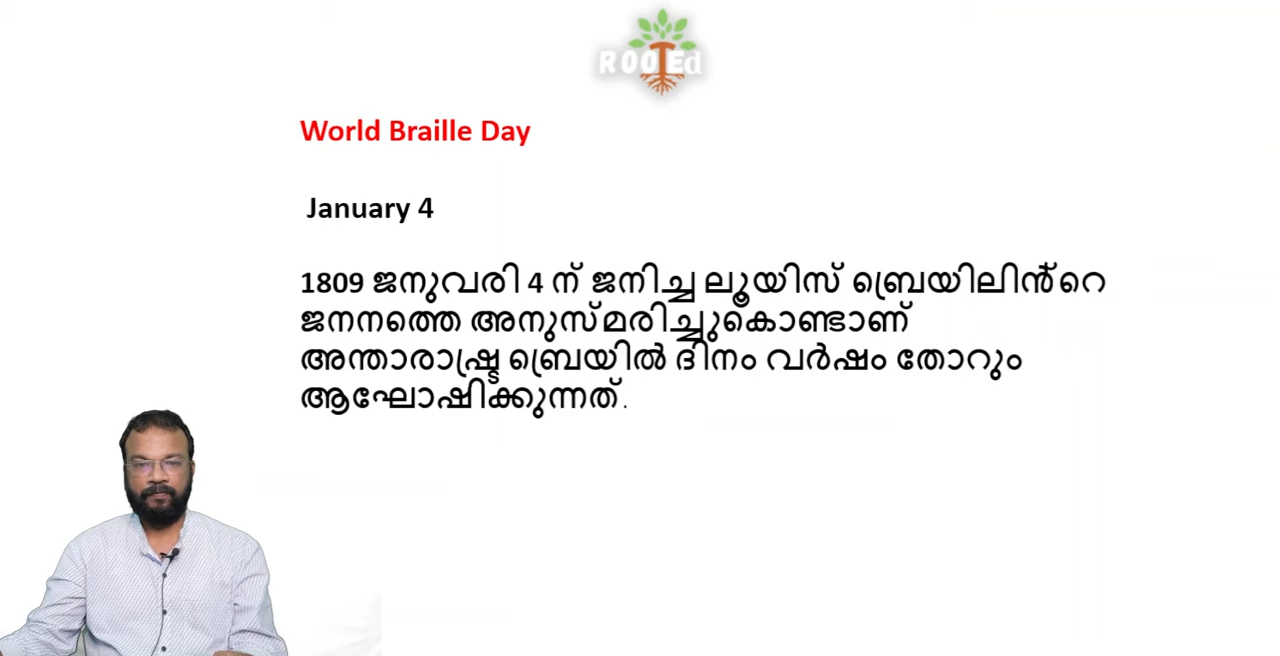 ROOTEd
World Braille Day
January 4
1809 ജനുവരി 4 ന് ജനിച്ച ലൂയിസ് ബ്രെയിലിൻ്റെ
ജനനത്തെ അനുസ്മരിച്ചുകൊണ്ടാണ്
അന്താരാഷ്ട്ര ബ്രെയിൽ ദിനം വർഷം തോറും
ആഘോഷിക്കുന്നത്.